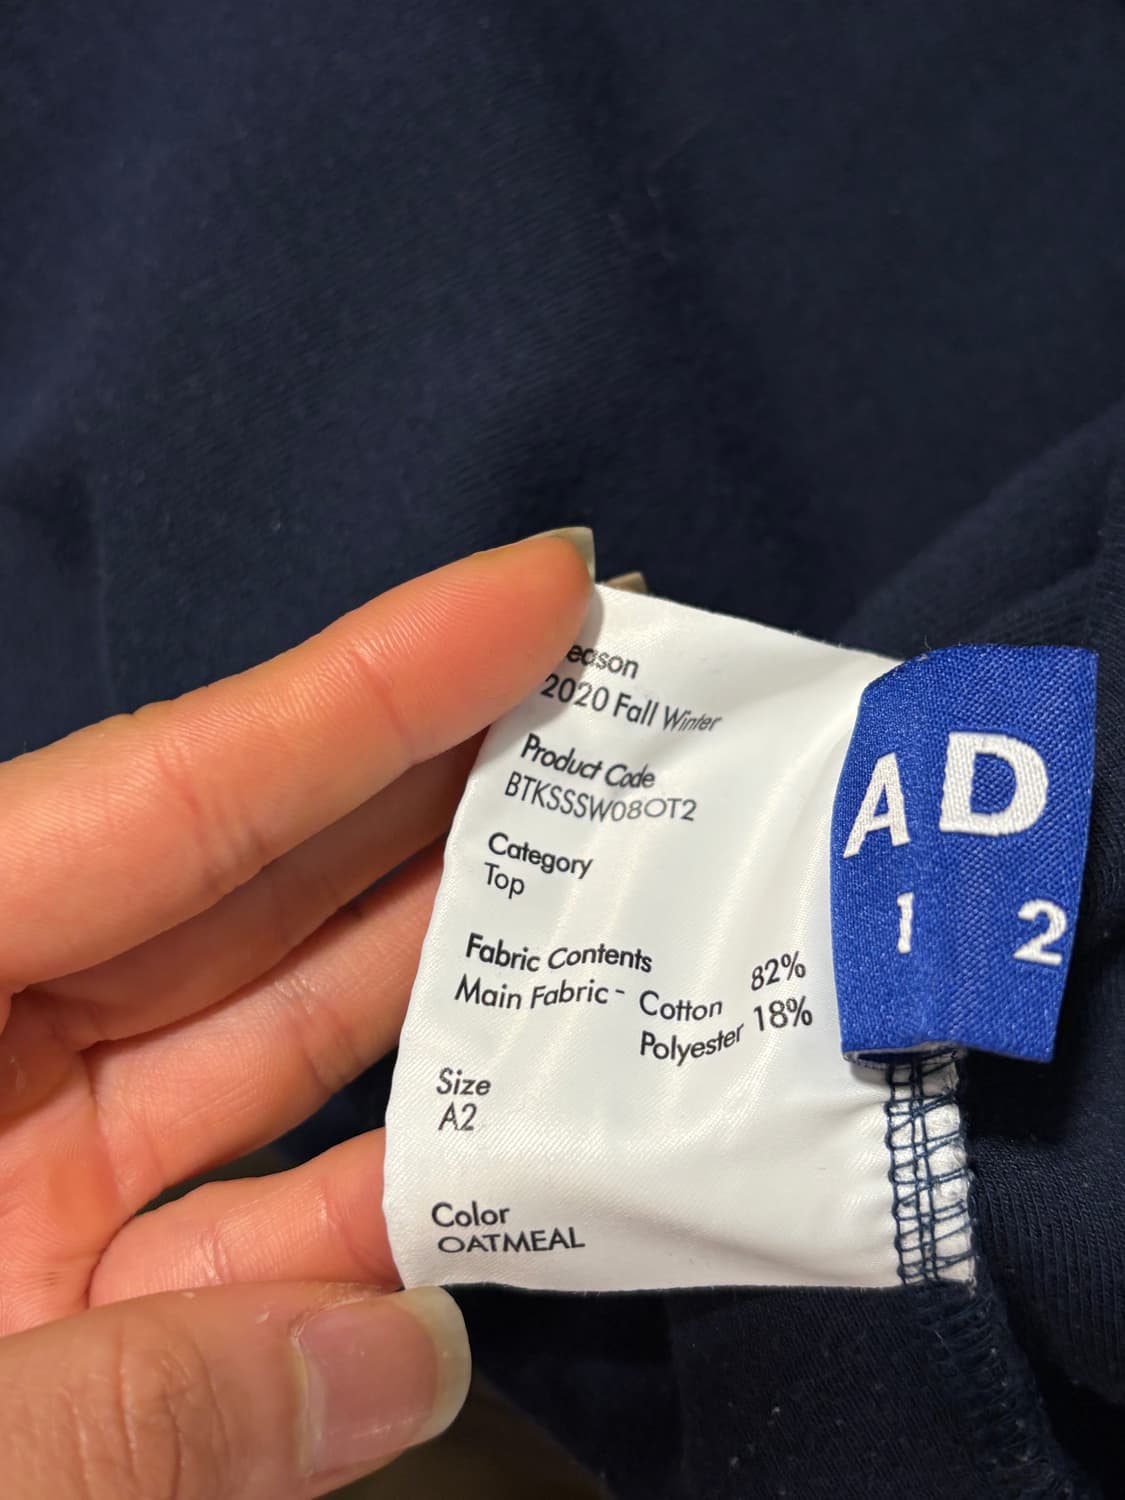 eason
2020 Fall Winter
Product Code
BTKSSSW08OT2
Category
Top
Fabric Contents
Main Fabric - Cotton 82%
Polyester 18%
Size
A2
Color
OATMEAL
A D
1 2